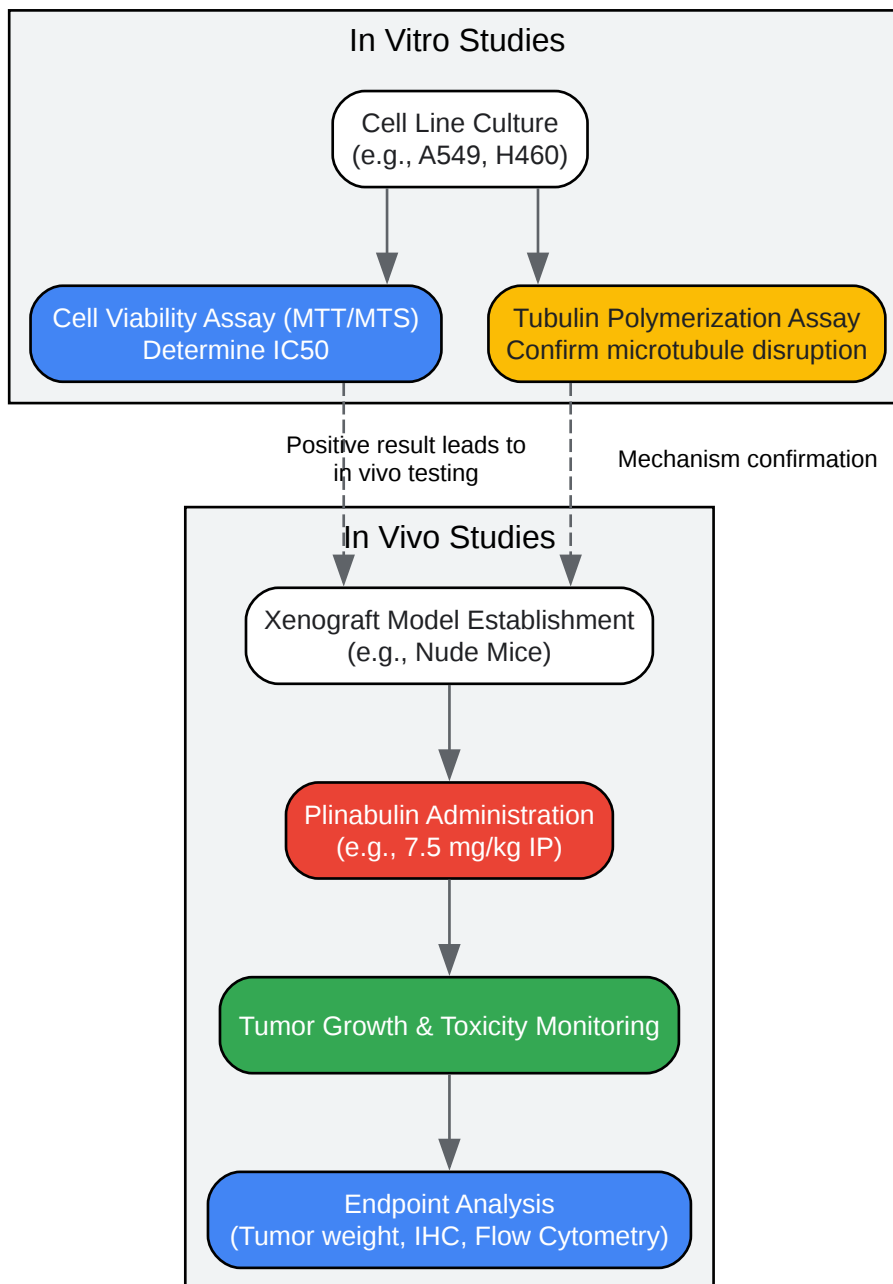 In Vitro Studies
Cell Line Culture
(e.g., A549, H460)
Cell Viability Assay (MTT/MTS)
Determine IC50
Tubulin Polymerization Assay
Confirm microtubule disruption
Positive result leads to
in vivo testing
Mechanism confirmation
In Vivo Studies
Xenograft Model Establishment
(e.g., Nude Mice)
Plinabulin Administration
(e.g., 7.5 mg/kg IP)
Tumor Growth & Toxicity Monitoring
Endpoint Analysis
(Tumor weight, IHC, Flow Cytometry)